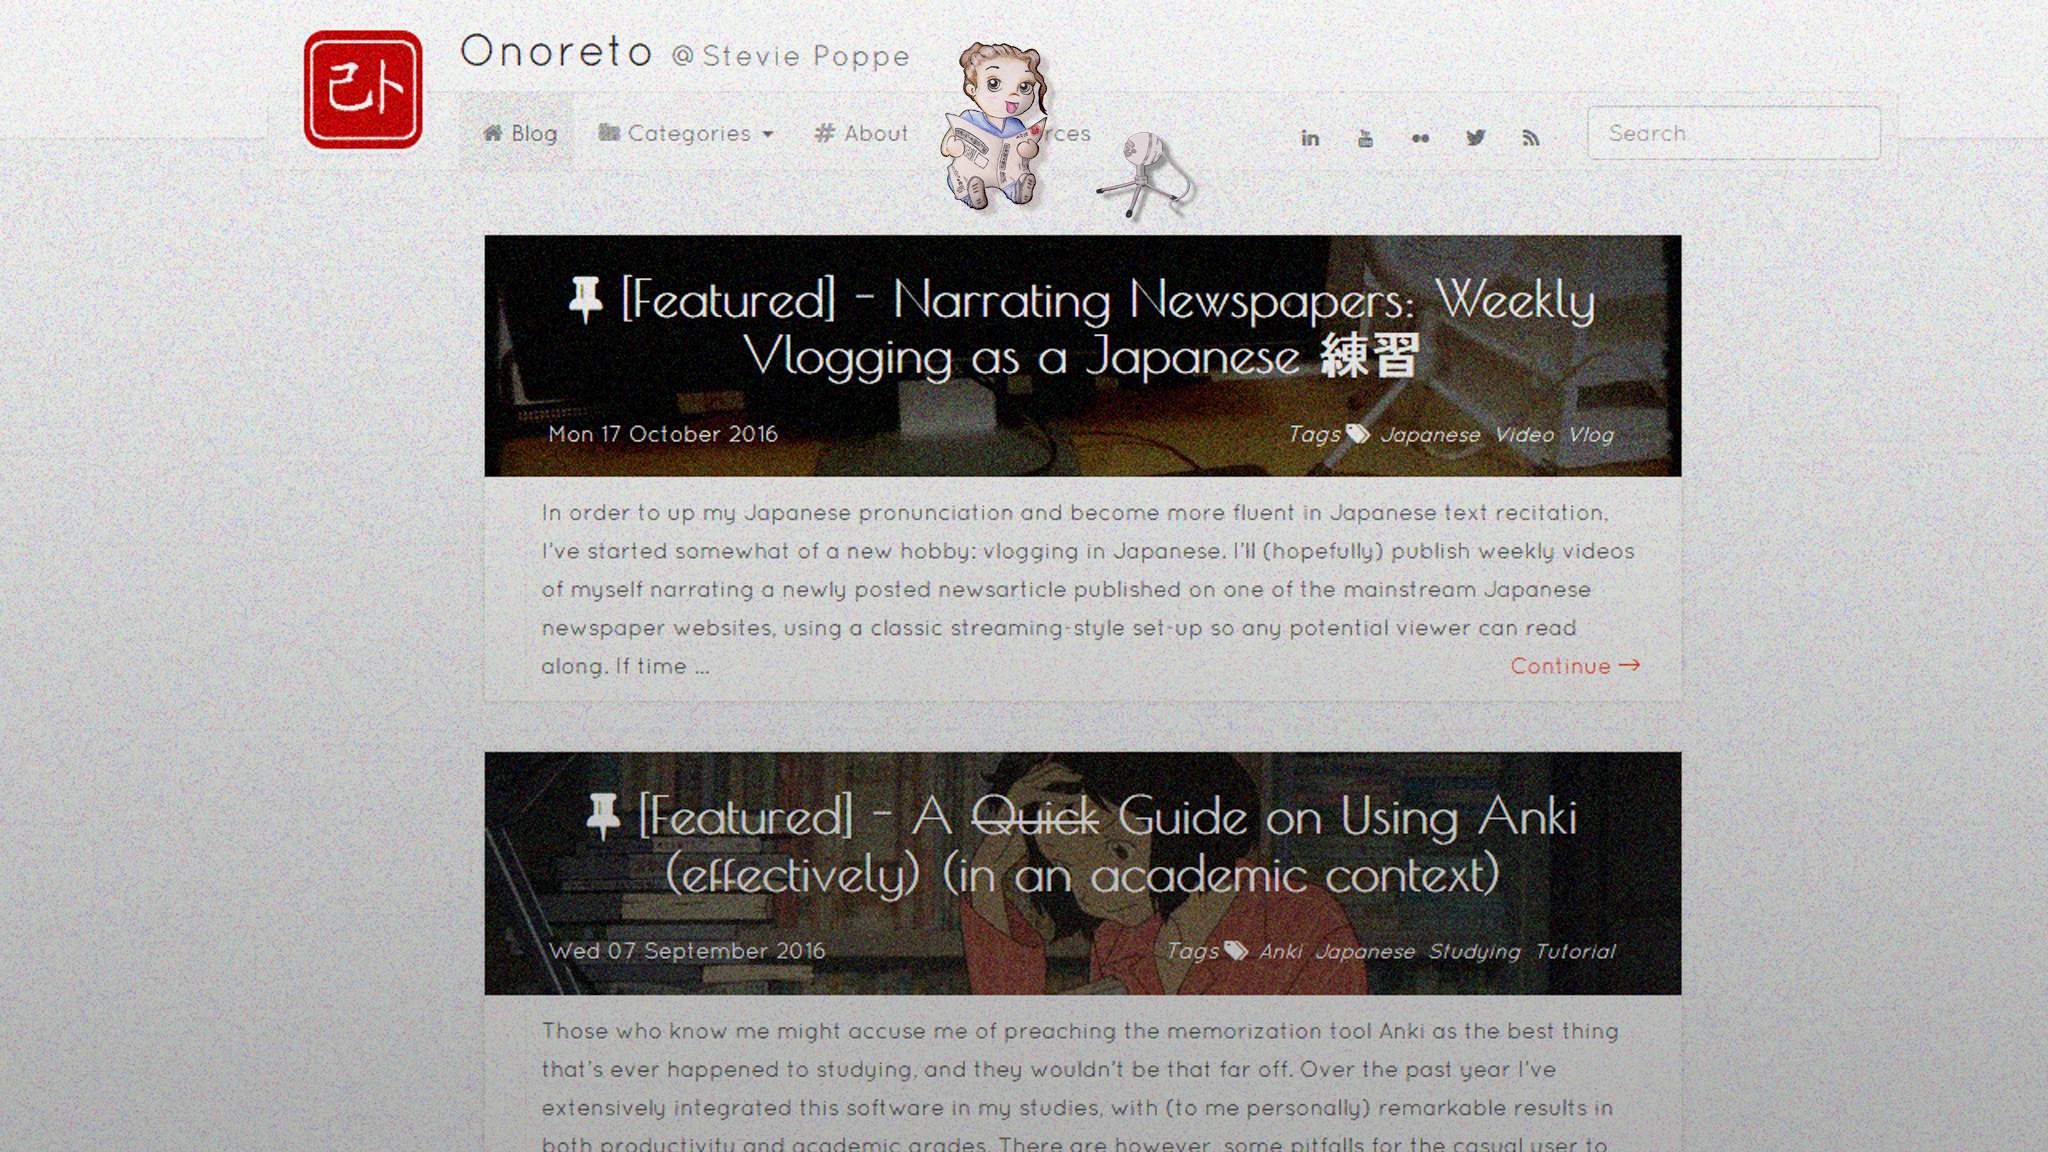 己ト
Onoreto @ Stevie Poppe
Blog Categories About rces
Search
[Featured] - Narrating Newspapers: Weekly
Vlogging as a Japanese 練習
Mon 17 October 2016
Tags Japanese Video Vlog
In order to up my Japanese pronunciation and become more fluent in Japanese text recitation,
I've started somewhat of a new hobby: vlogging in Japanese. I'll (hopefully) publish weekly videos
of myself narrating a newly posted newsarticle published on one of the mainstream Japanese
newspaper websites, using a classic streaming-style set-up so any potential viewer can read
along. If time ...
Continue →
[Featured] - A Quick Guide on Using Anki
(effectively) (in an academic context)
Wed 07 September 2016
Tags Anki Japanese Studying Tutorial
Those who know me might accuse me of preaching the memorization tool Anki as the best thing
that's ever happened to studying, and they wouldn't be that far off. Over the past year I've
extensively integrated this software in my studies, with (to me personally) remarkable results in
both productivity and academic grades. There are however, some pitfalls for the casual user to